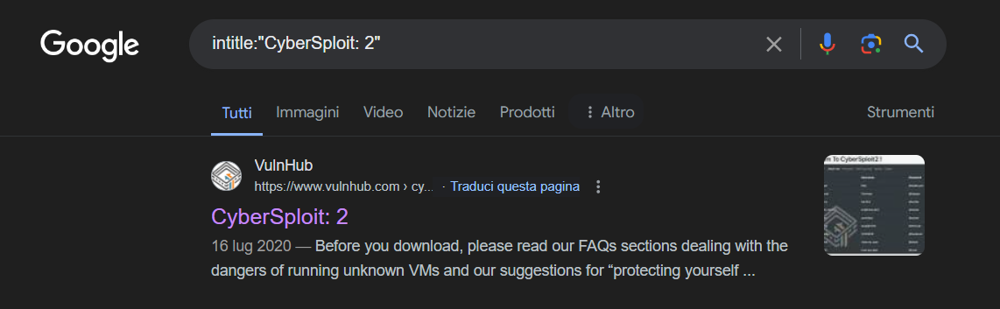 Google
intitle:"CyberSploit: 2"
Tutti Immagini Video Notizie Prodotti Altro Strumenti
VulnHub
https://www.vulnhub.com › cy... · Traduci questa pagina
CyberSploit: 2
16 lug 2020 — Before you download, please read our FAQs sections dealing with the
dangers of running unknown VMs and our suggestions for “protecting yourself ...
To CyberSploit2 !